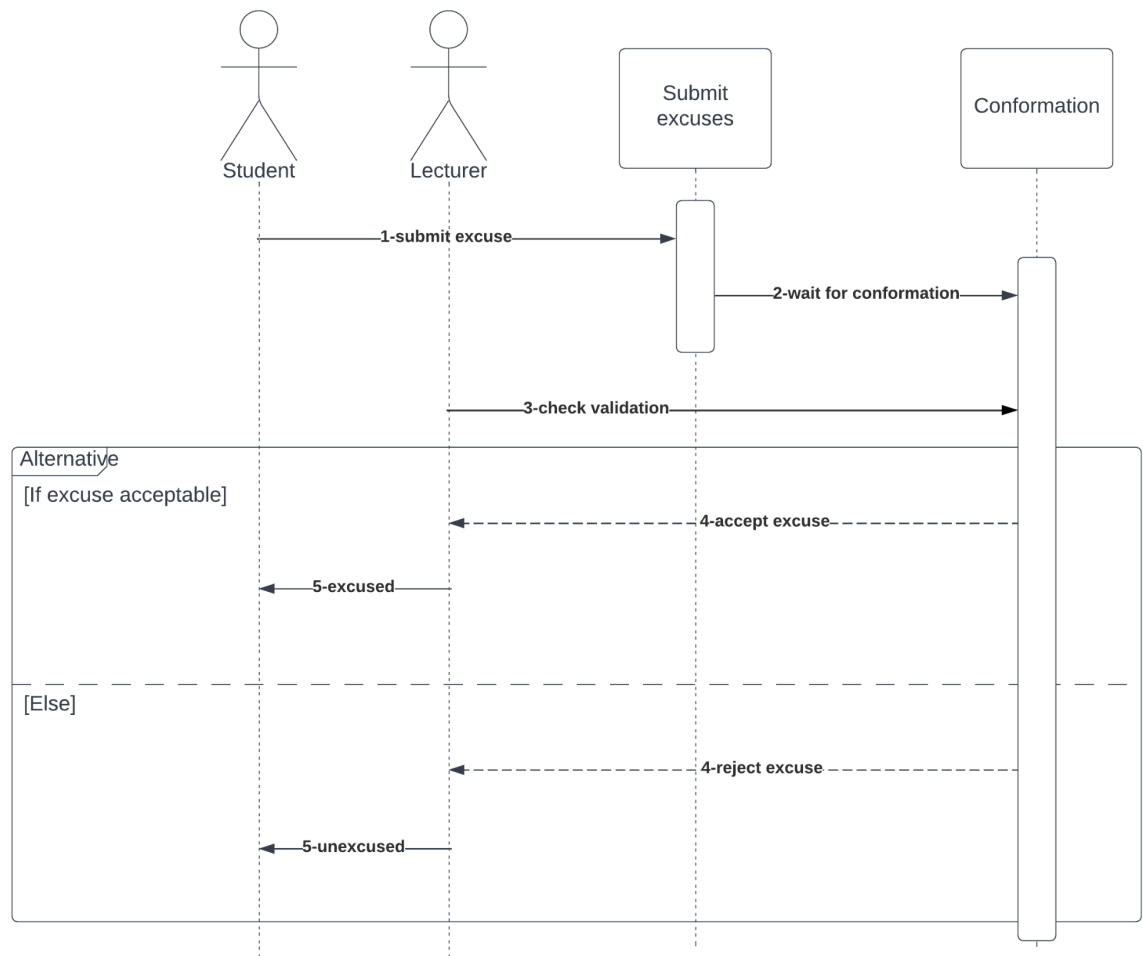 Student
Lecturer
Submit
excuses
Conformation
1-submit excuse
2-wait for conformation
3-check validation
Alternative
[If excuse acceptable]
4-accept excuse
5-excused
[Else]
4-reject excuse
5-unexcused